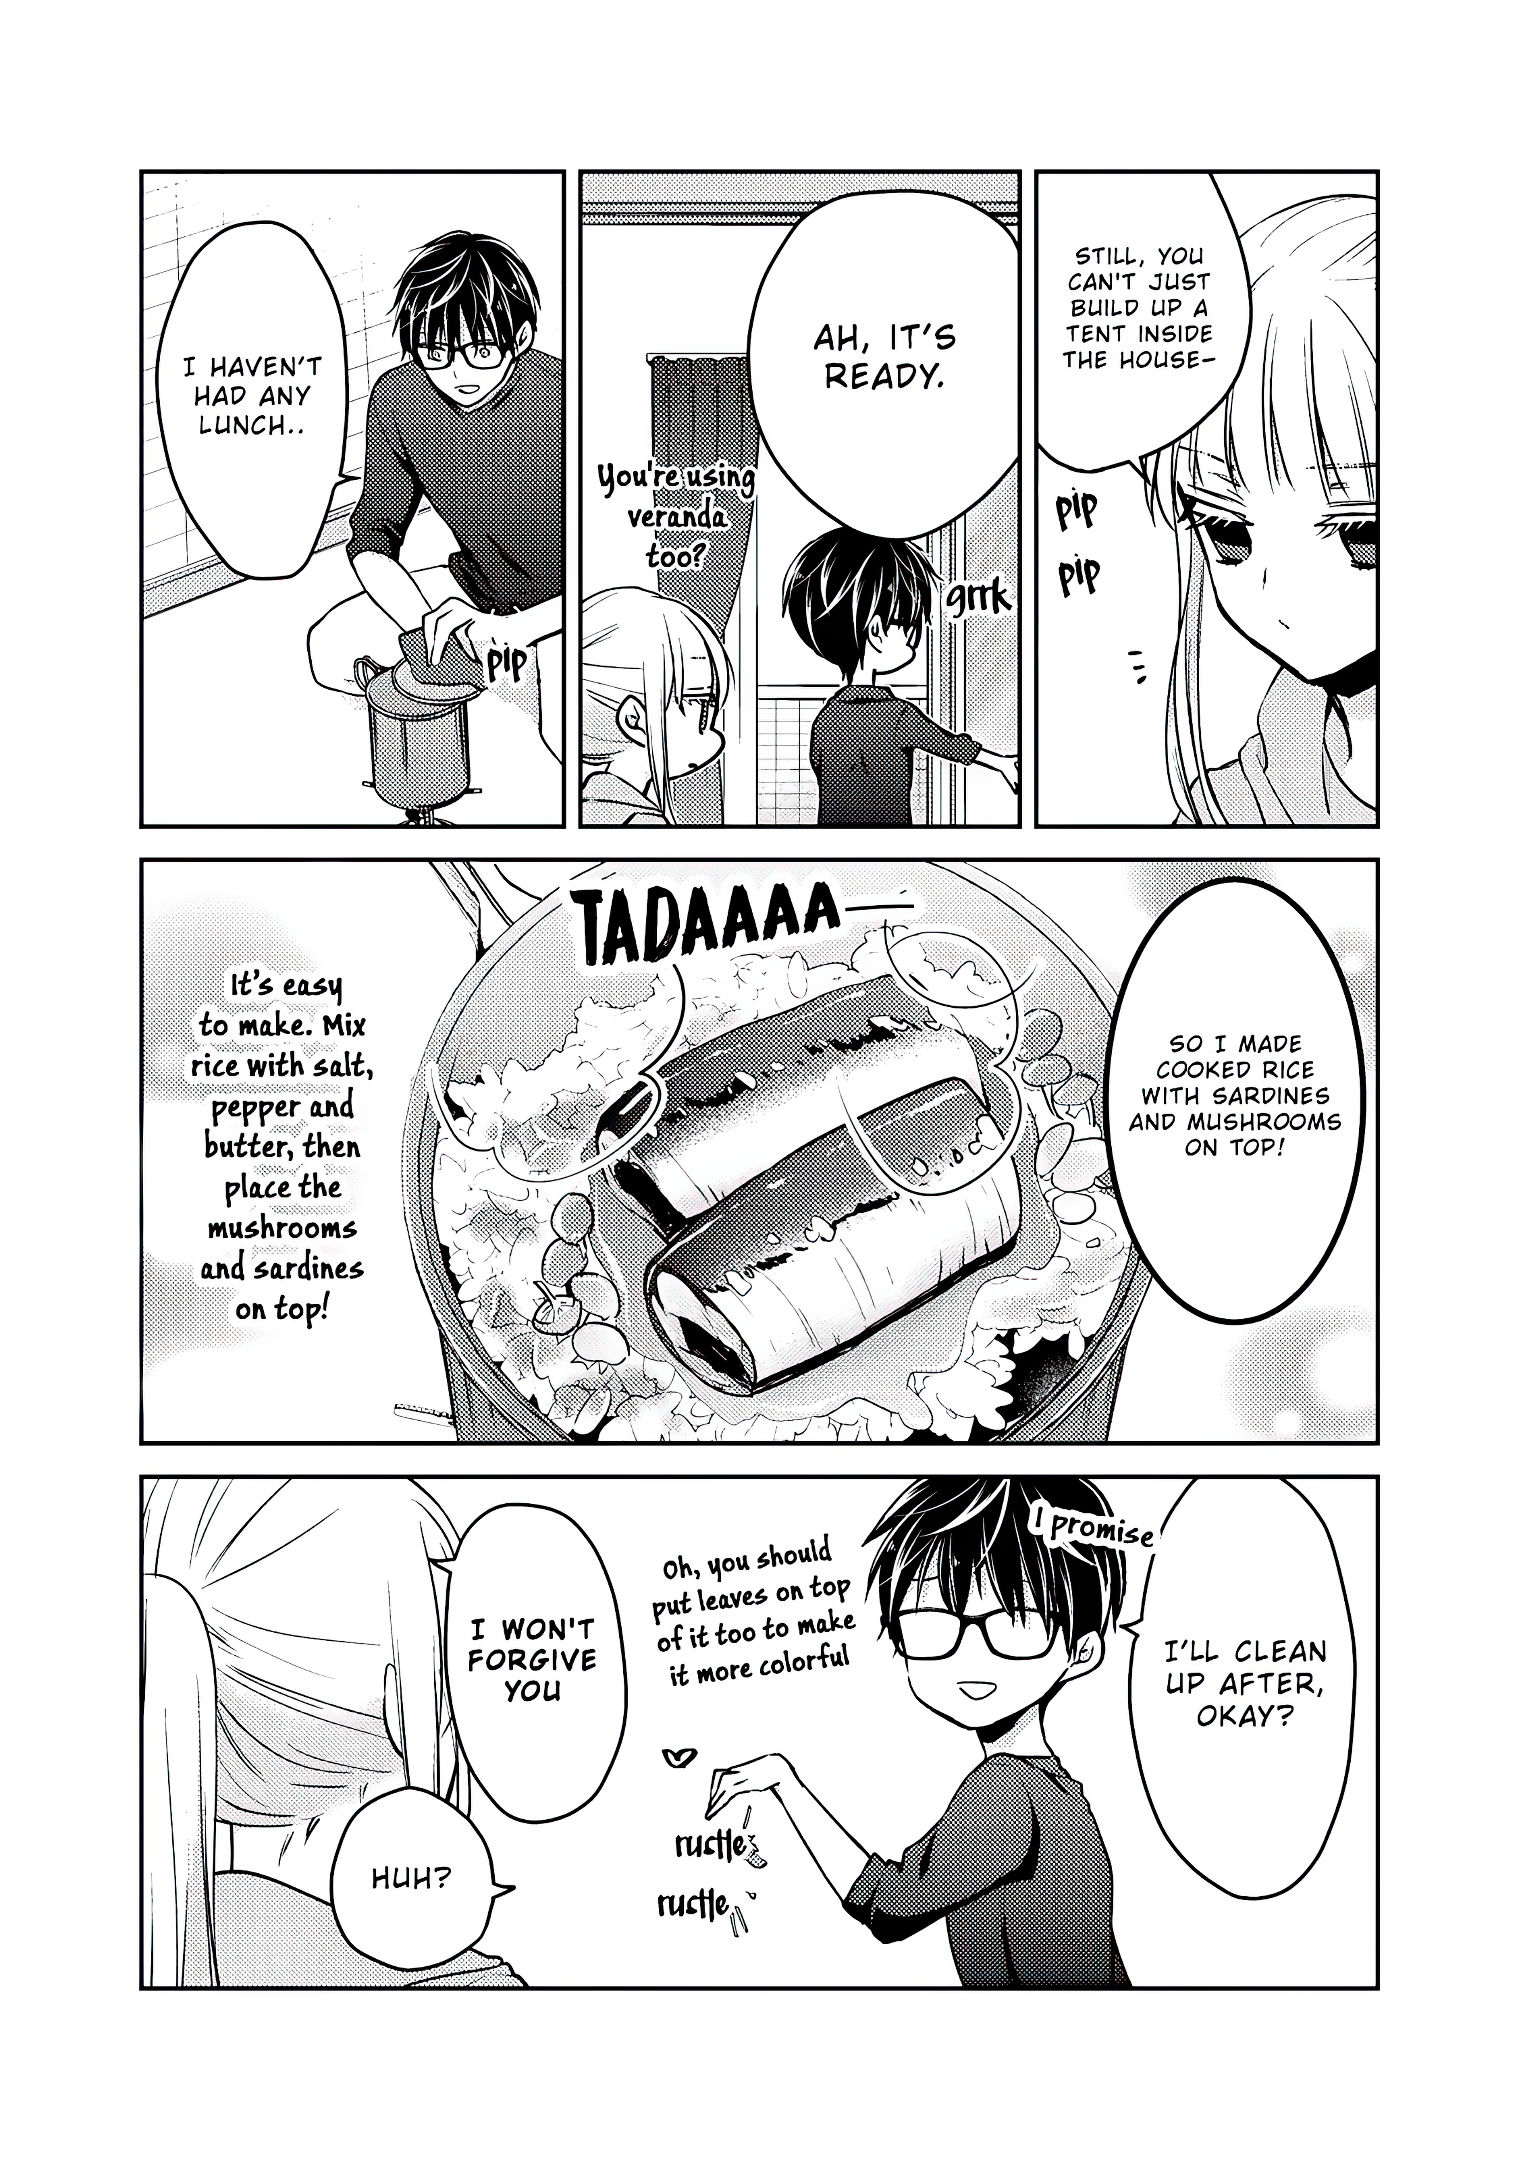 STILL, YOU
CAN'T JUST
BUILD UP A
TENT INSIDE
THE HOUSE-
pip
pip
AH, IT'S
READY.
You're using
veranda
too?
grrk
I HAVEN'T
HAD ANY
LUNCH..
pip
SO I MADE
COOKED RICE
WITH SARDINES
AND MUSHROOMS
ON TOP!
TADAAAA—
It's easy
to make. Mix
rice with salt,
pepper and
butter, then
place the
mushrooms
and sardines
on top!
I'LL CLEAN
UP AFTER,
OKAY?
I promise
Oh, you should
put leaves on top
of it too to make
it more colorful
rustle
rustle
I WON'T
FORGIVE
YOU
HUH?